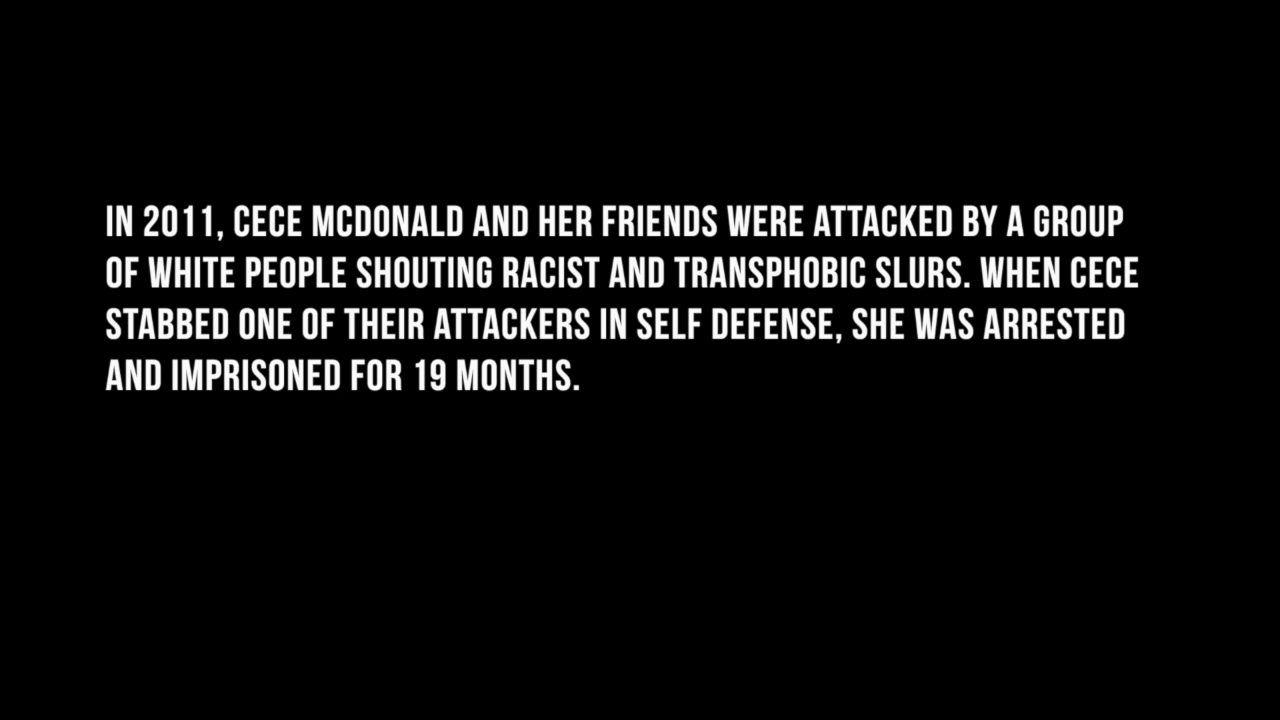 IN 2011, CECE MCDONALD AND HER FRIENDS WERE ATTACKED BY A GROUP
OF WHITE PEOPLE SHOUTING RACIST AND TRANSPHOBIC SLURS. WHEN CECE
STABBED ONE OF THEIR ATTACKERS IN SELF DEFENSE, SHE WAS ARRESTED
AND IMPRISONED FOR 19 MONTHS.